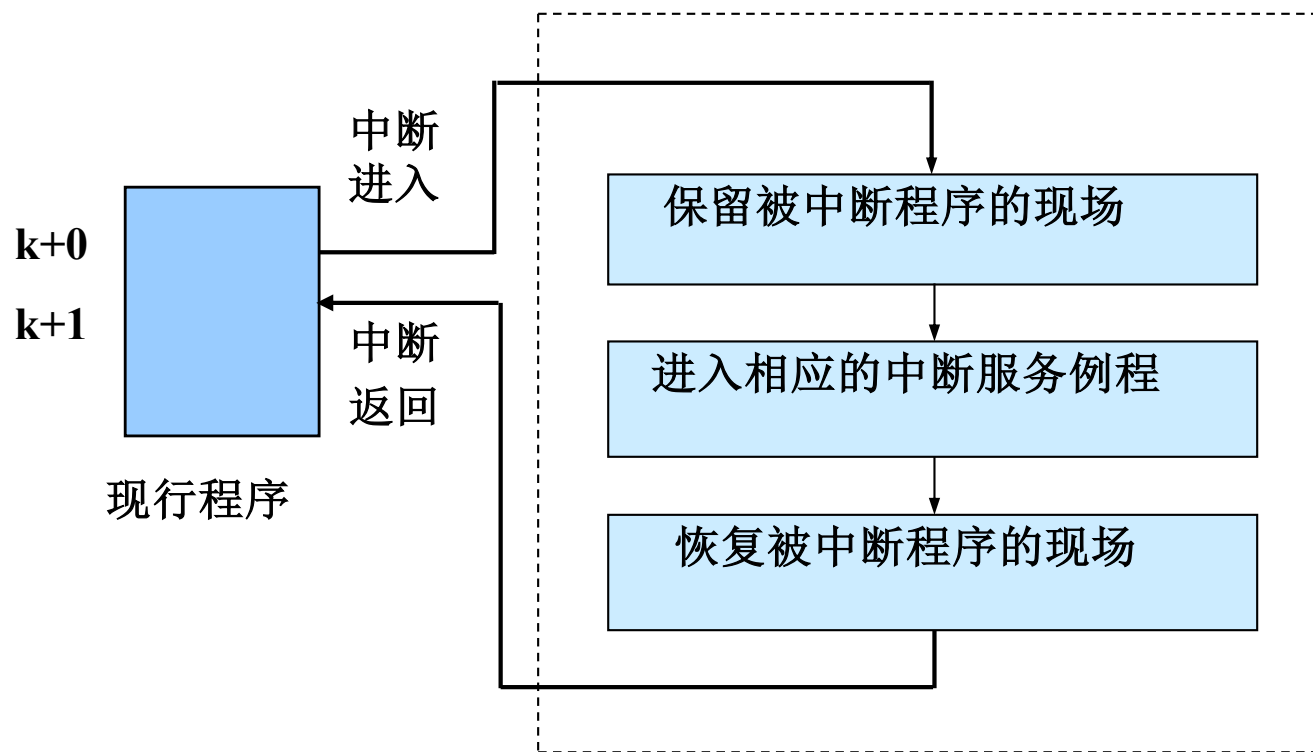 中断
进入
保留被中断程序的现场
k+0
k+1
中断
返回
进入相应的中断服务例程
现行程序
恢复被中断程序的现场